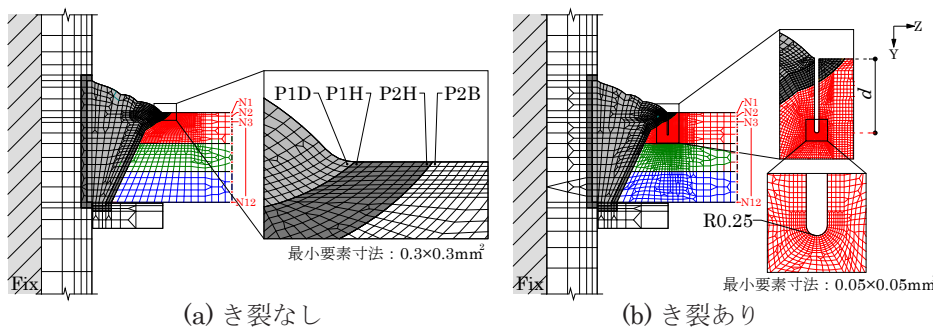 N1
N2
N3
N12
P1D P1H P2H P2B
Fix
最小要素寸法：0.3×0.3mm²
(a) き裂なし
Z
Y
d
N1
N2
N3
N12
R0.25
Fix
最小要素寸法：0.05×0.05mm²
(b) き裂あり